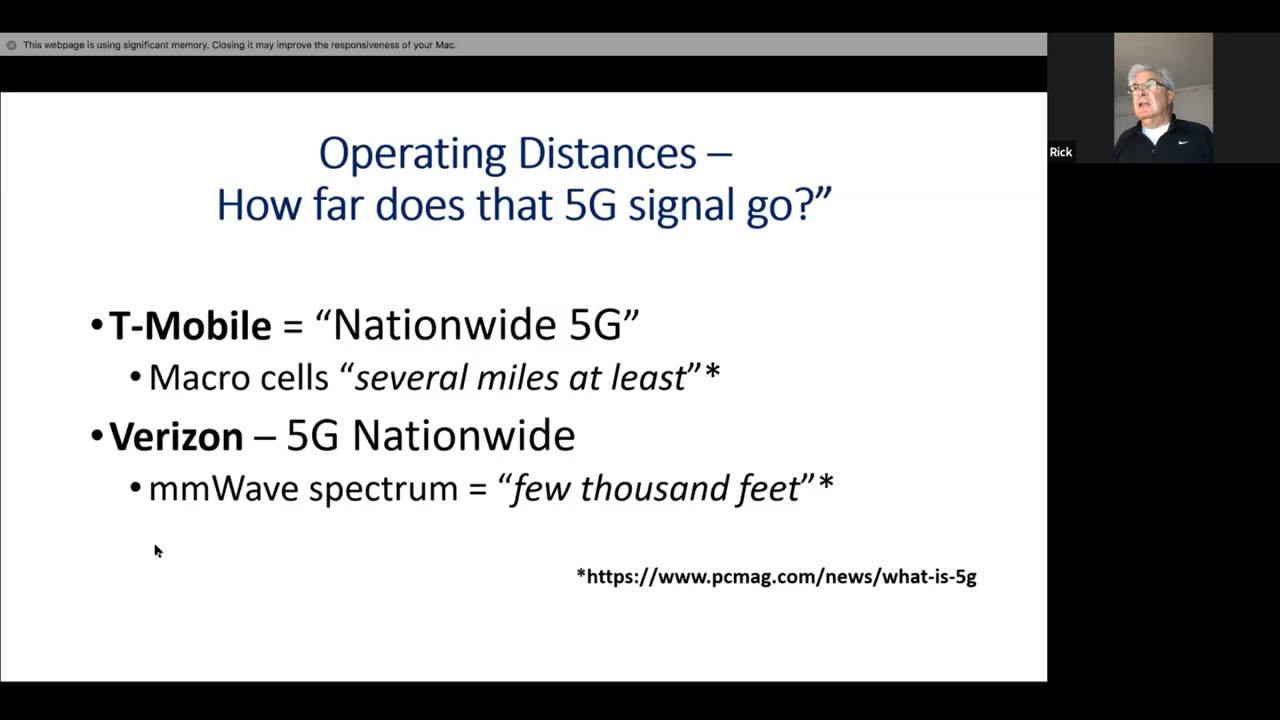 This webpage is using significant memory. Closing it may improve the responsiveness of your Mac.
Rick
Operating Distances –
How far does that 5G signal go?”
•T-Mobile = “Nationwide 5G”
•Macro cells “several miles at least”*
•Verizon – 5G Nationwide
•mmWave spectrum = “few thousand feet”*
*https://www.pcmag.com/news/what-is-5g